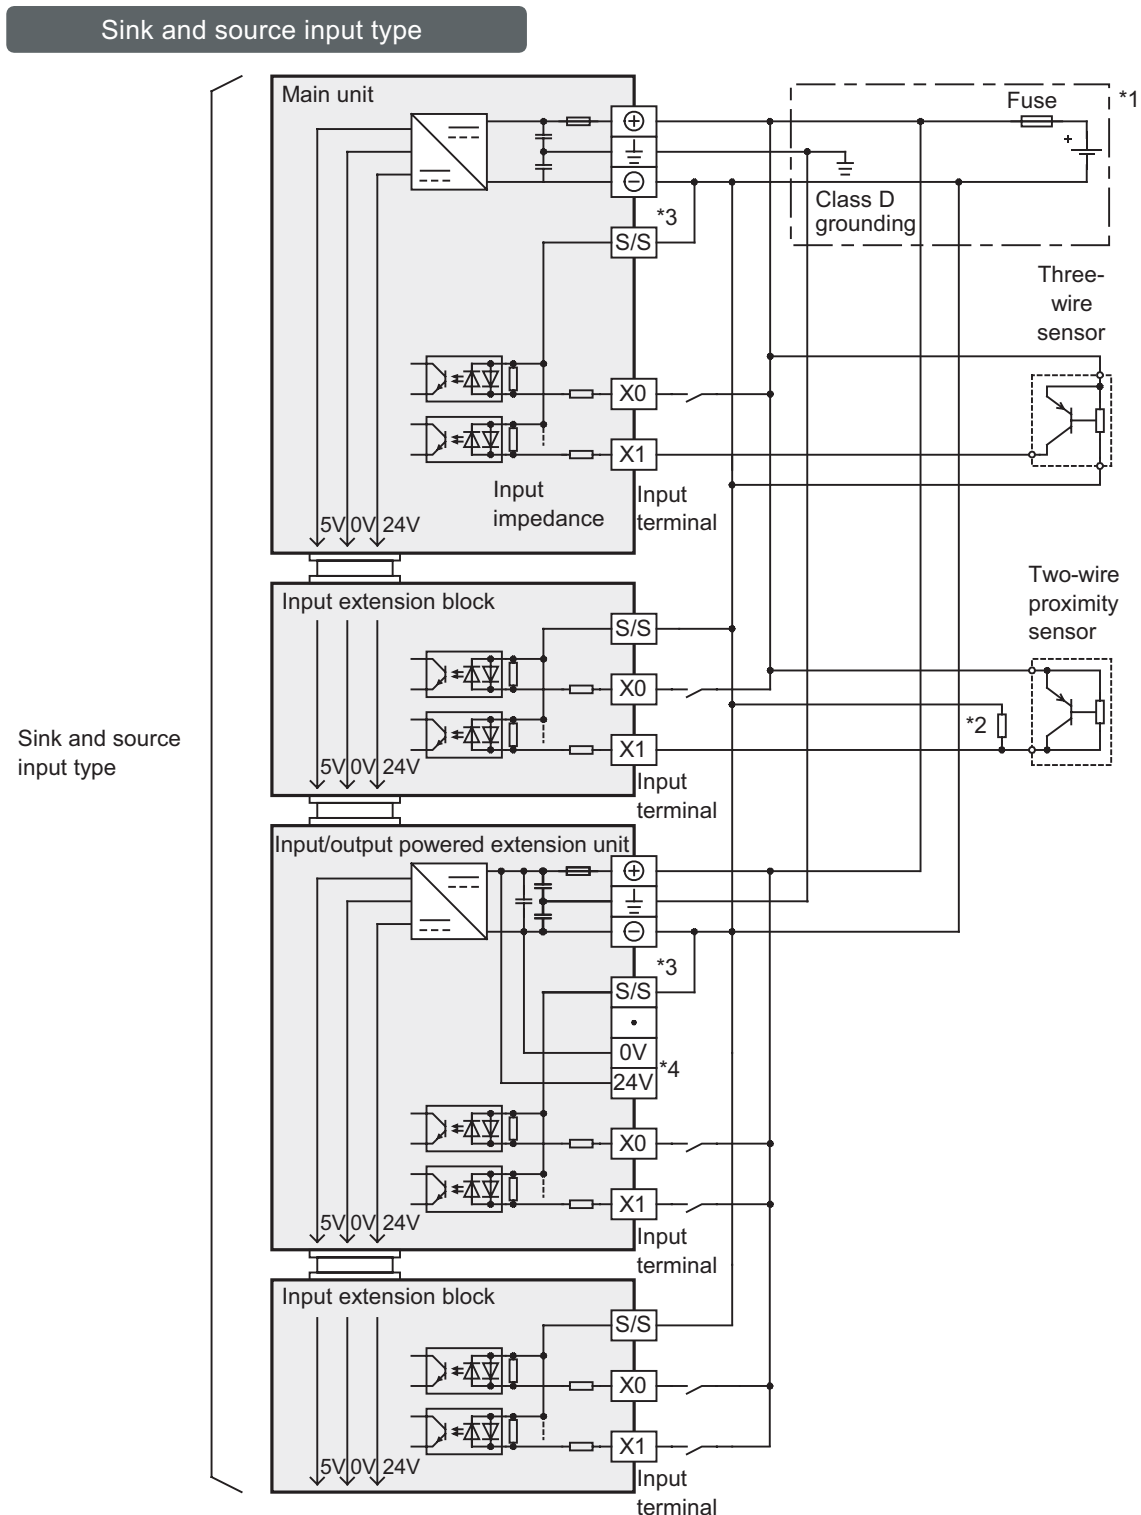 Sink and source input type
Main unit
Fuse
*1
+
Class D
grounding
*3
S/S
Three-
wire
sensor
X0
X1
Input
impedance
Input
terminal
5V 0V 24V
Input extension block
S/S
Two-wire
proximity
sensor
X0
*2
X1
5V 0V 24V
Input
terminal
Sink and source
input type
Input/output powered extension unit
*3
S/S
0V
24V
*4
X0
X1
5V 0V 24V
Input
terminal
Input extension block
S/S
X0
X1
5V 0V 24V
Input
terminal